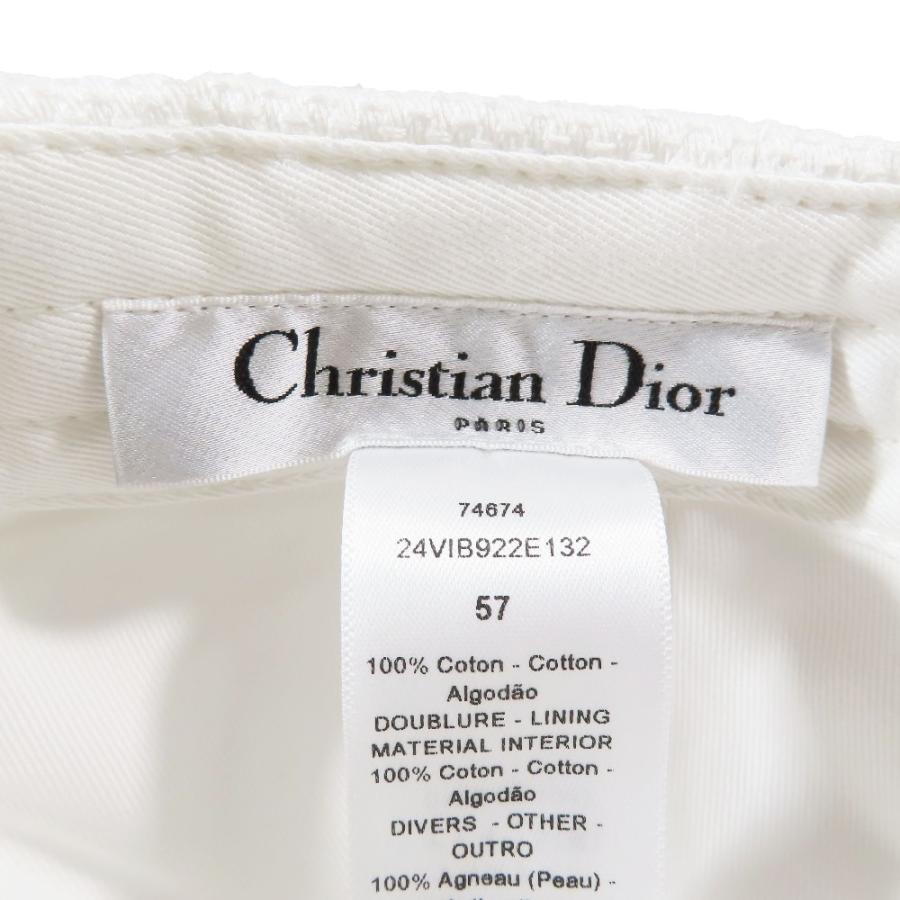 Christian Dior
PARIS
74674
24VIB922E132
57
100% Coton - Cotton -
Algodão
DOUBLURE - LINING
MATERIAL INTERIOR
100% Coton - Cotton -
Algodão
DIVERS - OTHER -
OUTRO
100% Agneau (Peau) -